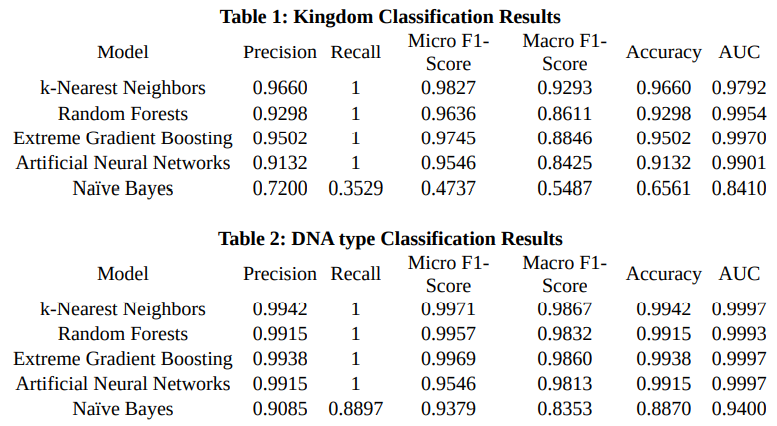 Table 1: Kingdom Classification Results
Model Precision Recall Micro F1-Score Macro F1-Score Accuracy AUC
k-Nearest Neighbors 0.9660 1 0.9827 0.9293 0.9660 0.9792
Random Forests 0.9298 1 0.9636 0.8611 0.9298 0.9954
Extreme Gradient Boosting 0.9502 1 0.9745 0.8846 0.9502 0.9970
Artificial Neural Networks 0.9132 1 0.9546 0.8425 0.9132 0.9901
Naïve Bayes 0.7200 0.3529 0.4737 0.5487 0.6561 0.8410
Table 2: DNA type Classification Results
Model Precision Recall Micro F1-Score Macro F1-Score Accuracy AUC
k-Nearest Neighbors 0.9942 1 0.9971 0.9867 0.9942 0.9997
Random Forests 0.9915 1 0.9957 0.9832 0.9915 0.9993
Extreme Gradient Boosting 0.9938 1 0.9969 0.9860 0.9938 0.9997
Artificial Neural Networks 0.9915 1 0.9546 0.9813 0.9915 0.9997
Naïve Bayes 0.9085 0.8897 0.9379 0.8353 0.8870 0.9400